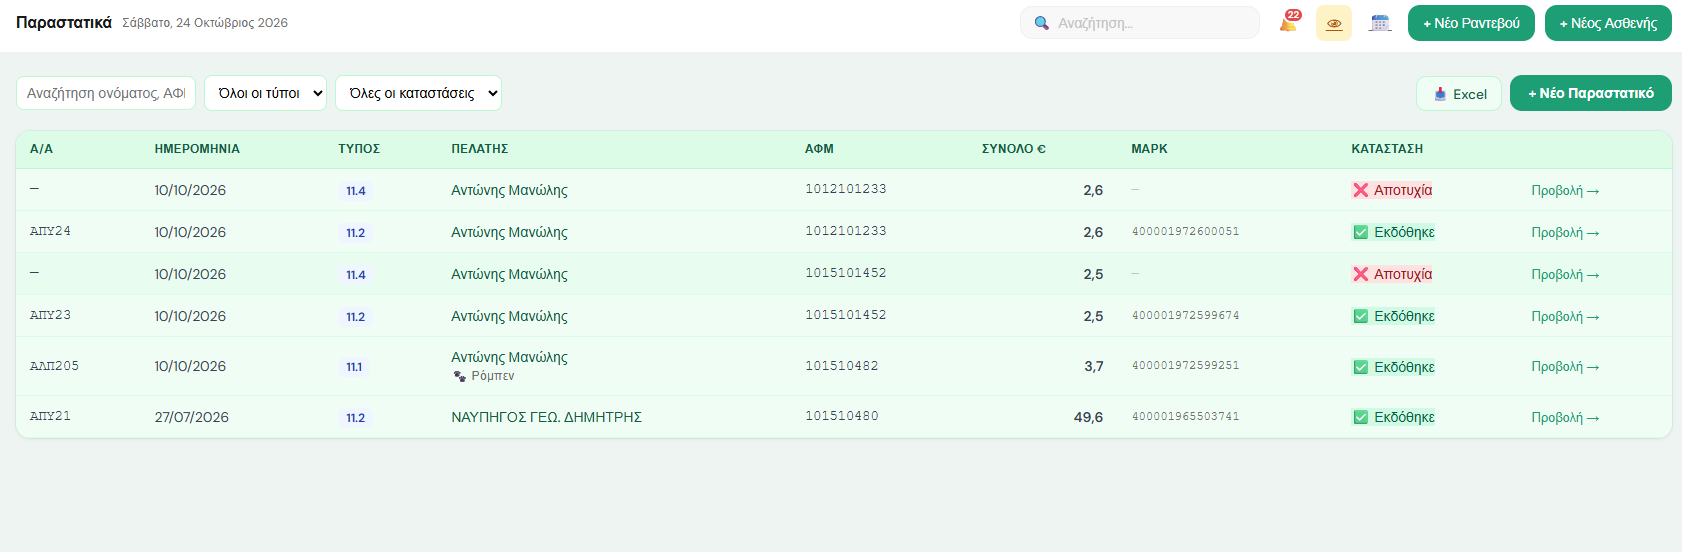 Παραστατικά Σάββατο, 24 Οκτώβριος 2026 Αναζήτηση... 22 + Νέο Ραντεβού + Νέος Ασθενής
Αναζήτηση ονόματος, ΑΦΙ Όλοι οι τύποι Όλες οι καταστάσεις Excel + Νέο Παραστατικό
Α/Α ΗΜΕΡΟΜΗΝΙΑ ΤΥΠΟΣ ΠΕΛΑΤΗΣ ΑΦΜ ΣΥΝΟΛΟ € ΜΑΡΚ ΚΑΤΑΣΤΑΣΗ
— 10/10/2026 11.4 Αντώνης Μανώλης 1012101233 2,6 — Αποτυχία Προβολή →
ΑΠΥ24 10/10/2026 11.2 Αντώνης Μανώλης 1012101233 2,6 400001972600051 Εκδόθηκε Προβολή →
— 10/10/2026 11.4 Αντώνης Μανώλης 1015101452 2,5 — Αποτυχία Προβολή →
ΑΠΥ23 10/10/2026 11.2 Αντώνης Μανώλης 1015101452 2,5 400001972599674 Εκδόθηκε Προβολή →
ΑΛΠ205 10/10/2026 11.1 Αντώνης Μανώλης 101510482 3,7 400001972599251 Εκδόθηκε Προβολή →
Ρόμπεν
ΑΠΥ21 27/07/2026 11.2 ΝΑΥΠΗΓΟΣ ΓΕΩ. ΔΗΜΗΤΡΗΣ 101510480 49,6 400001965503741 Εκδόθηκε Προβολή →